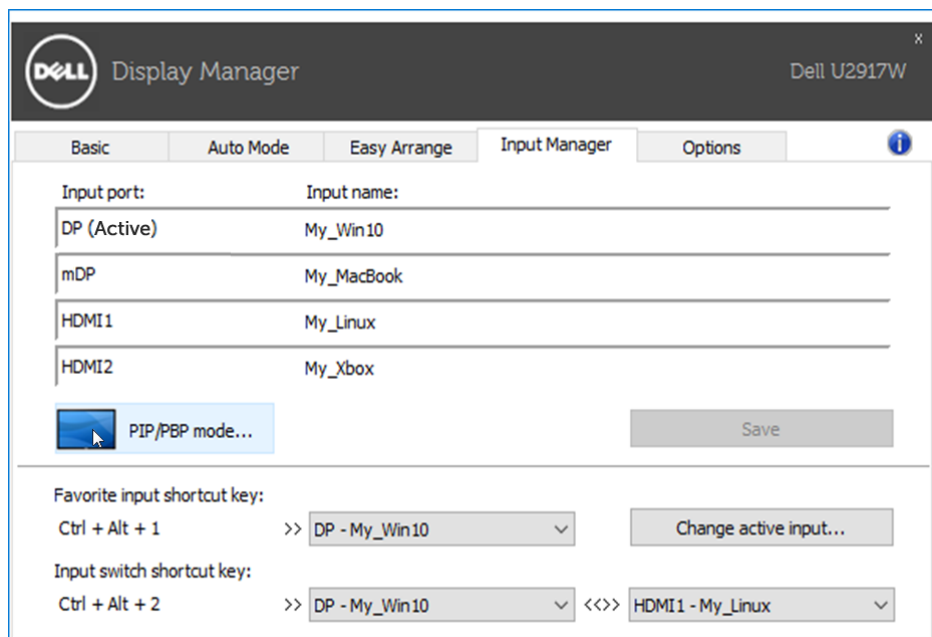 x
DELL Display Manager Dell U2917W
Basic Auto Mode Easy Arrange Input Manager Options i
Input port: Input name:
DP (Active) My_Win10
mDP My_MacBook
HDMI1 My_Linux
HDMI2 My_Xbox
PIP/PBP mode... Save
Favorite input shortcut key:
Ctrl + Alt + 1 >> DP - My_Win10 Change active input...
Input switch shortcut key:
Ctrl + Alt + 2 >> DP - My_Win10 <<>> HDMI1 - My_Linux